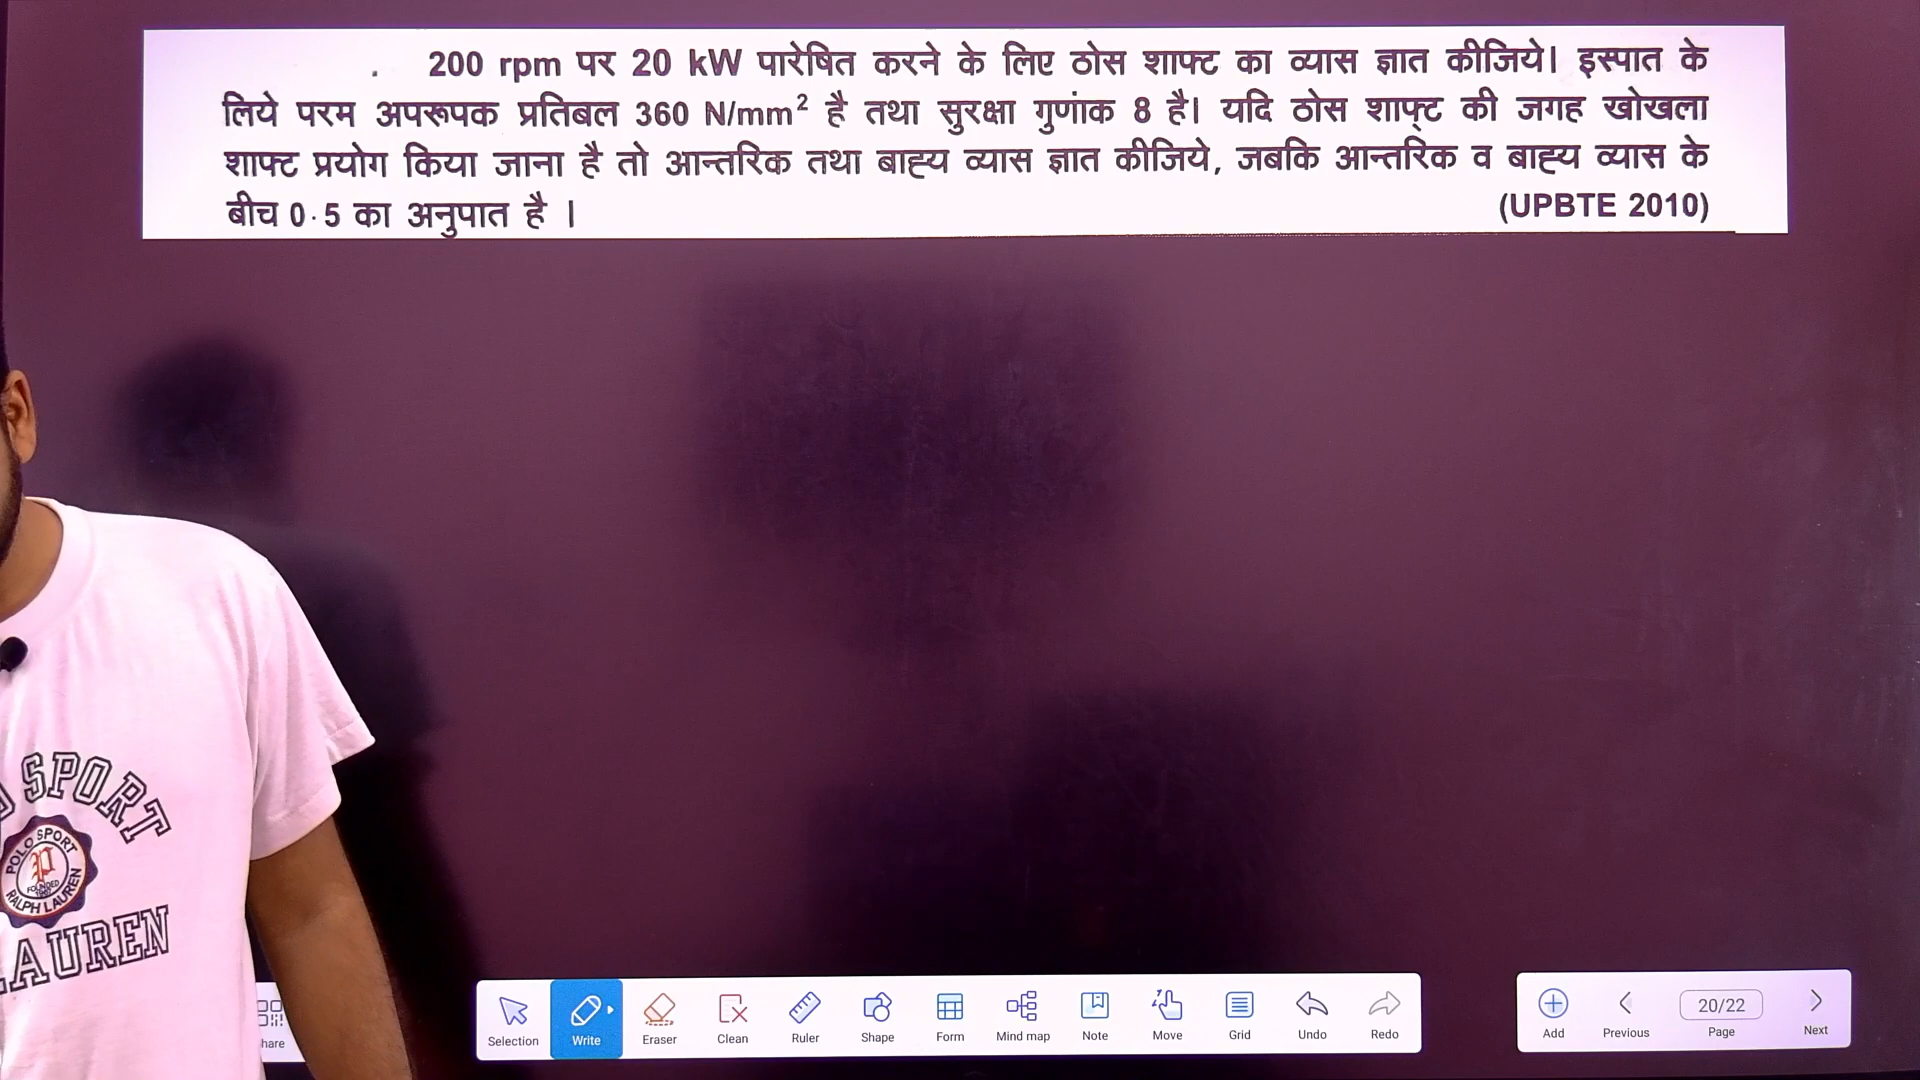 200 rpm पर 20 kW पारेषित करने के लिए ठोस शाफ्ट का व्यास ज्ञात कीजिये। इस्पात के
लिये परम अपरूपक प्रतिबल 360 N/mm² है तथा सुरक्षा गुणांक 8 है। यदि ठोस शाफ्ट की जगह खोखला
शाफ्ट प्रयोग किया जाना है तो आन्तरिक तथा बाह्य व्यास ज्ञात कीजिये, जबकि आन्तरिक व बाह्य व्यास के
बीच 0·5 का अनुपात है ।
(UPBTE 2010)
SPORT
POLO SPORT
P
FOUNDED
RALPH LAUREN
AUREN
hare
Selection
Write
Eraser
Clean
Ruler
Shape
Form
Mind map
Note
Move
Grid
Undo
Redo
Add
Previous
20/22
Page
Next